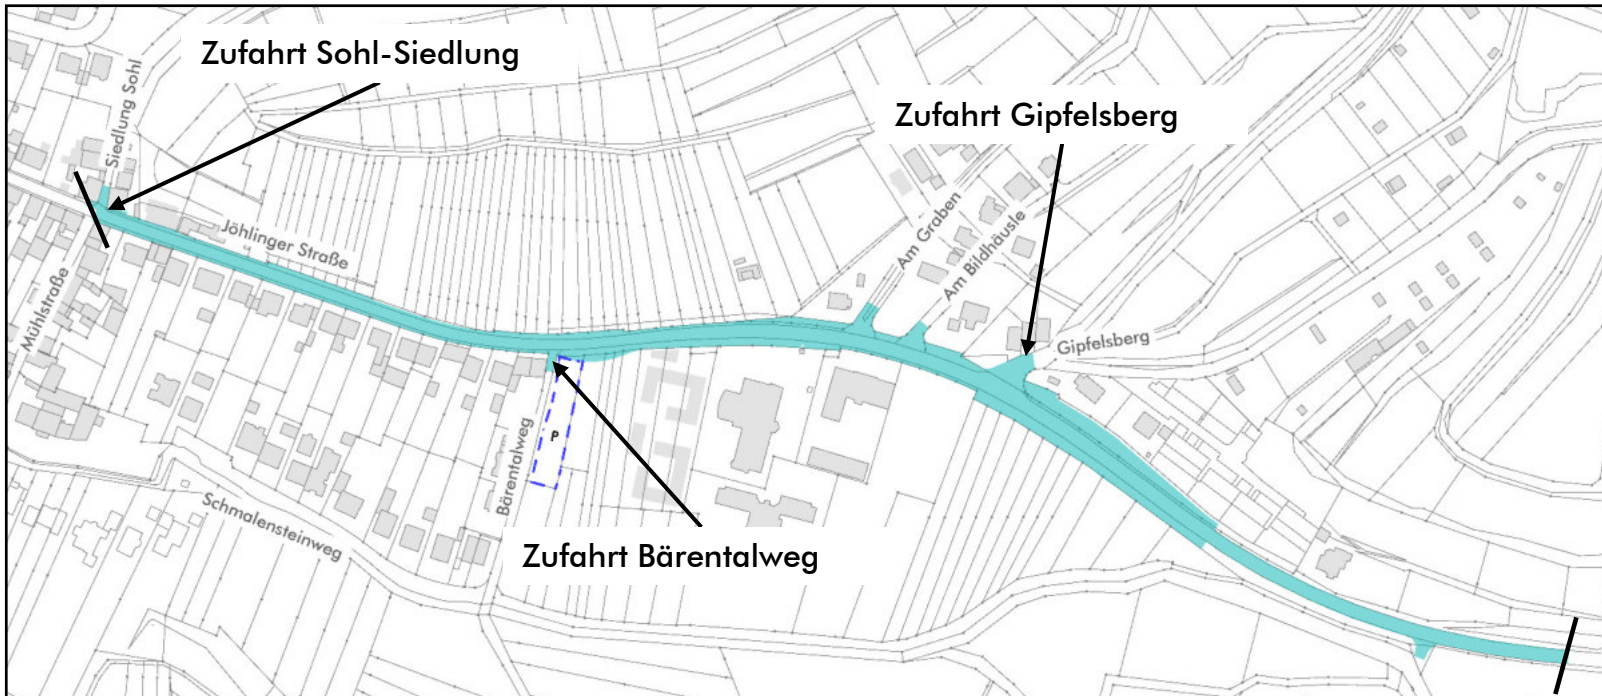 Zufahrt Sohl-Siedlung
Siedlung Sohl
Zufahrt Gipfelsberg
Am Graben
Am Bildhäusle
Jöhlinger Straße
Mühlstraße
Gipfelsberg
P
Bärentalweg
Schmalensteinweg
Zufahrt Bärentalweg